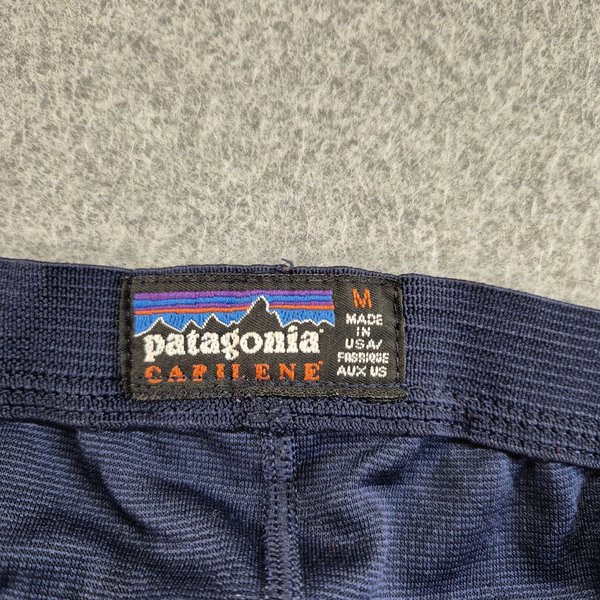 patagonia
CAPILENE
M
MADE
IN
USA/
FABRIQUE
AUX US